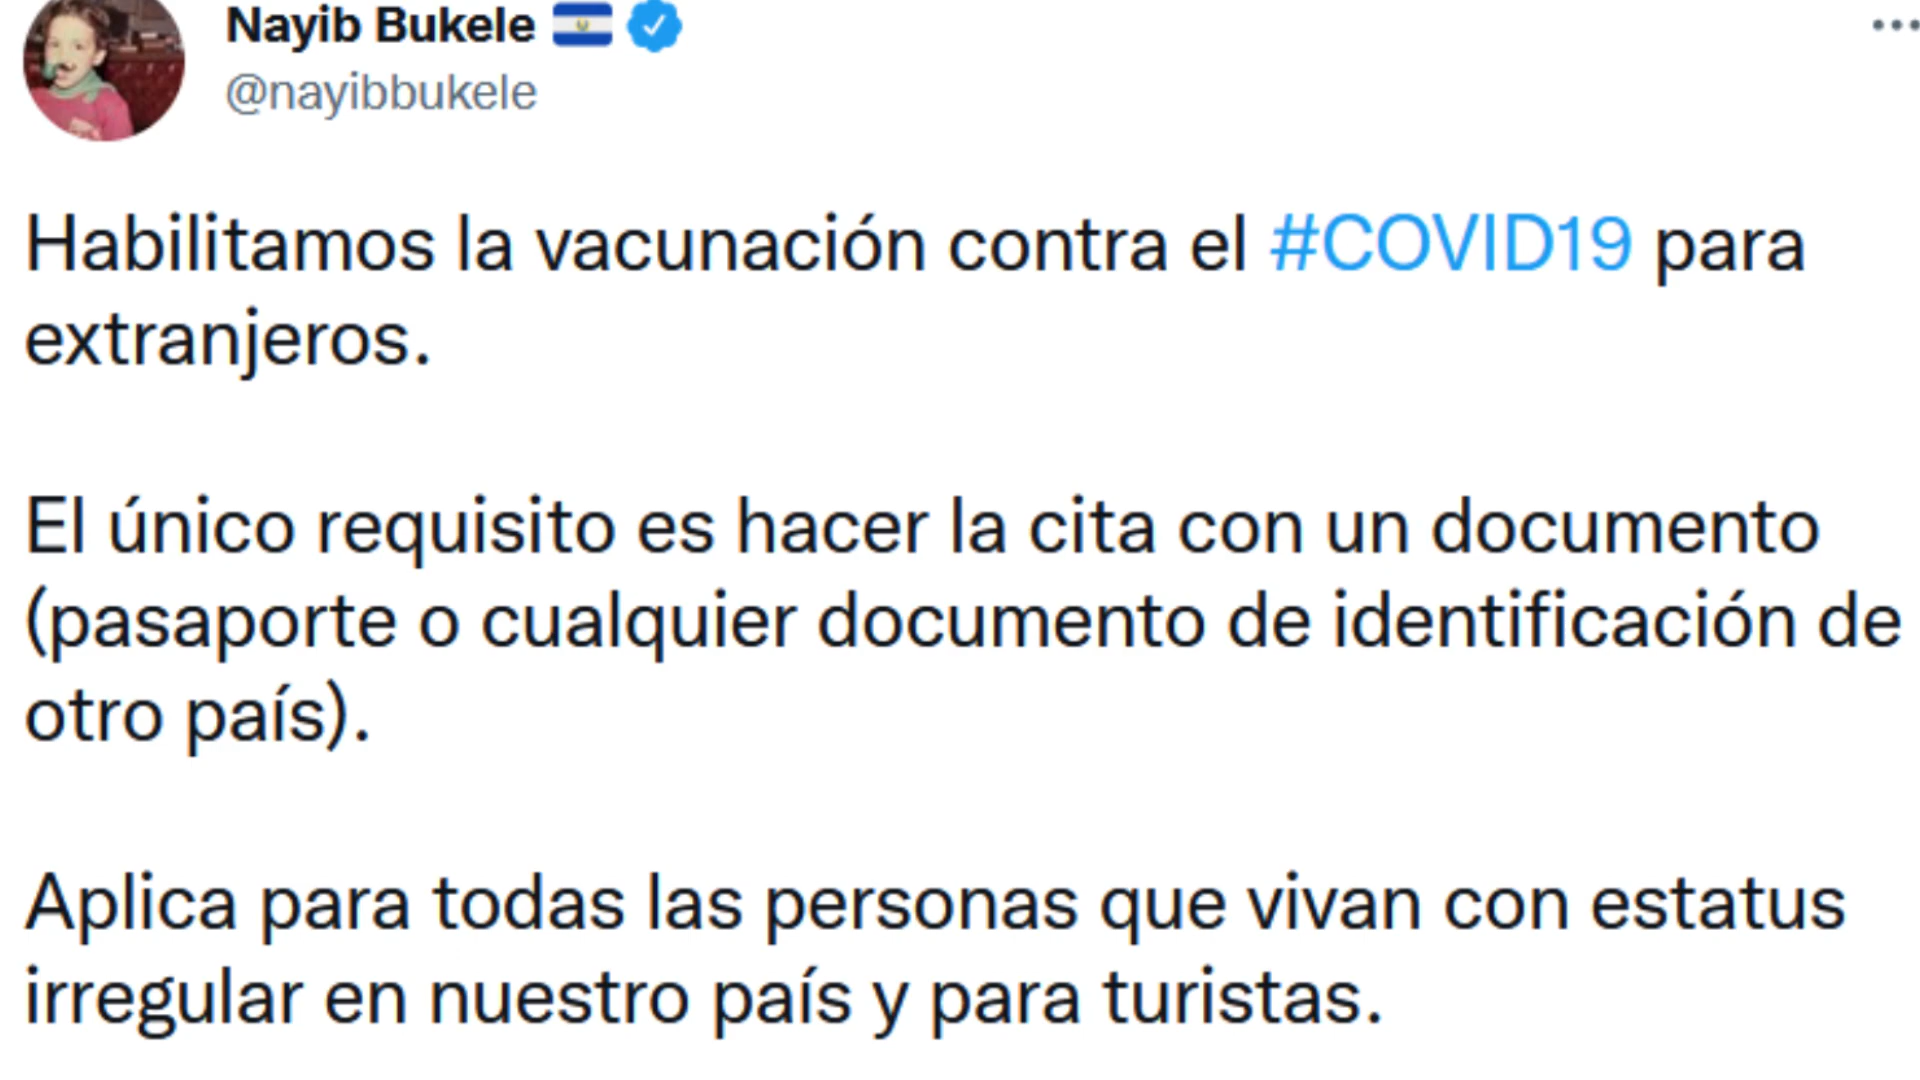 Nayib Bukele
@nayibbukele
Habilitamos la vacunación contra el #COVID19 para
extranjeros.
El único requisito es hacer la cita con un documento
(pasaporte o cualquier documento de identificación de
otro país).
Aplica para todas las personas que vivan con estatus
irregular en nuestro país y para turistas.